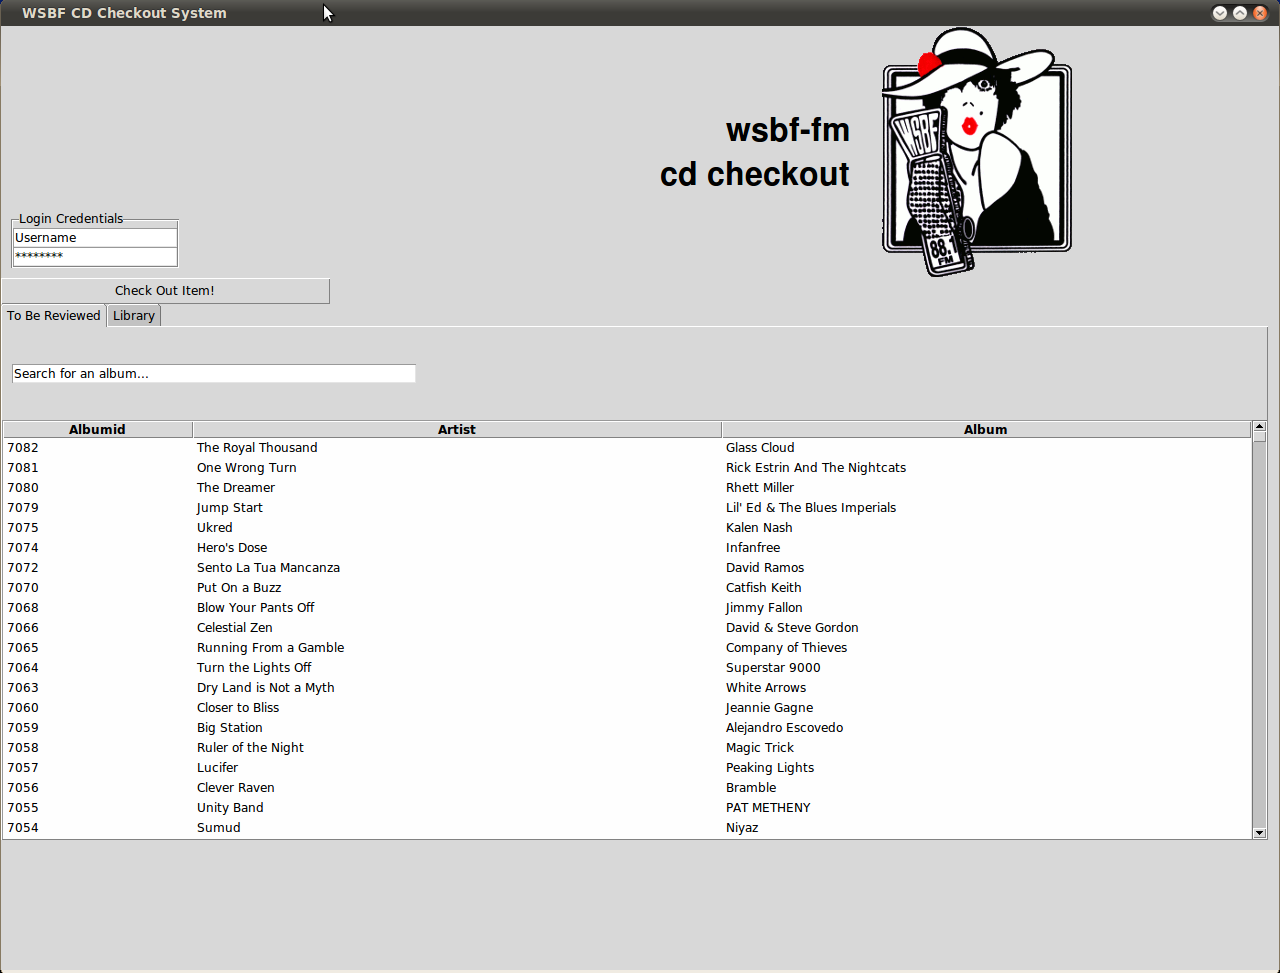 WSBF CD Checkout System
wsbf-fm
cd checkout
WSBF
88.1
FM
Login Credentials
Username
********
Check Out Item!
To Be Reviewed Library
Search for an album...
Albumid Artist Album
7082 The Royal Thousand Glass Cloud
7081 One Wrong Turn Rick Estrin And The Nightcats
7080 The Dreamer Rhett Miller
7079 Jump Start Lil' Ed & The Blues Imperials
7075 Ukred Kalen Nash
7074 Hero's Dose Infanfree
7072 Sento La Tua Mancanza David Ramos
7070 Put On a Buzz Catfish Keith
7068 Blow Your Pants Off Jimmy Fallon
7066 Celestial Zen David & Steve Gordon
7065 Running From a Gamble Company of Thieves
7064 Turn the Lights Off Superstar 9000
7063 Dry Land is Not a Myth White Arrows
7060 Closer to Bliss Jeannie Gagne
7059 Big Station Alejandro Escovedo
7058 Ruler of the Night Magic Trick
7057 Lucifer Peaking Lights
7056 Clever Raven Bramble
7055 Unity Band PAT METHENY
7054 Sumud Niyaz